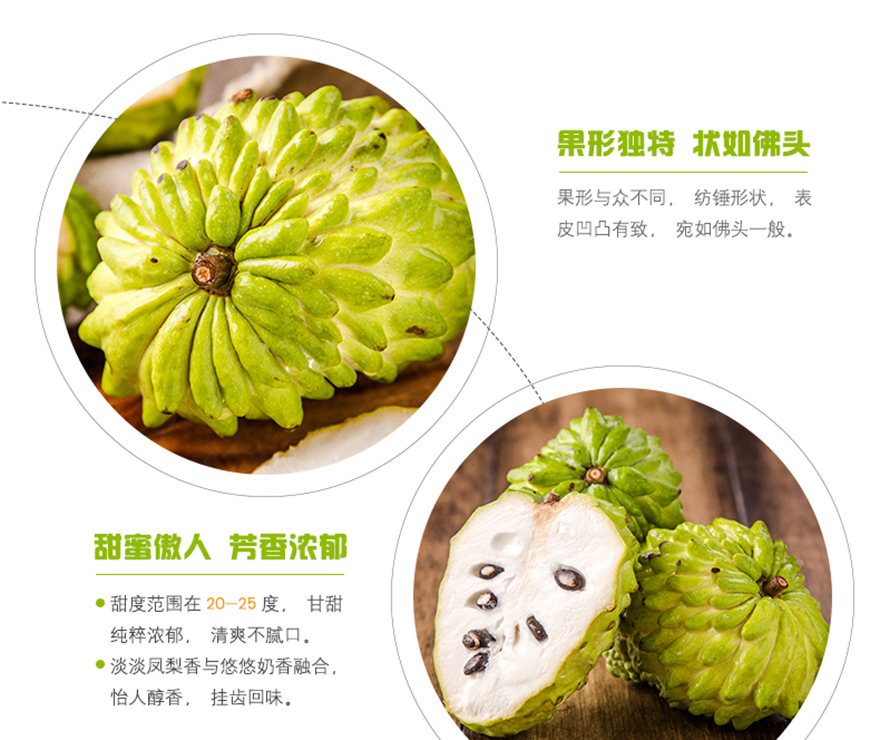 果形独特 状如佛头
果形与众不同， 纺锤形状， 表
皮凹凸有致， 宛如佛头一般。
甜蜜傲人 芳香浓郁
● 甜度范围在 20—25 度， 甘甜
纯粹浓郁， 清爽不腻口。
● 淡淡凤梨香与悠悠奶香融合，
怡人醇香， 挂齿回味。